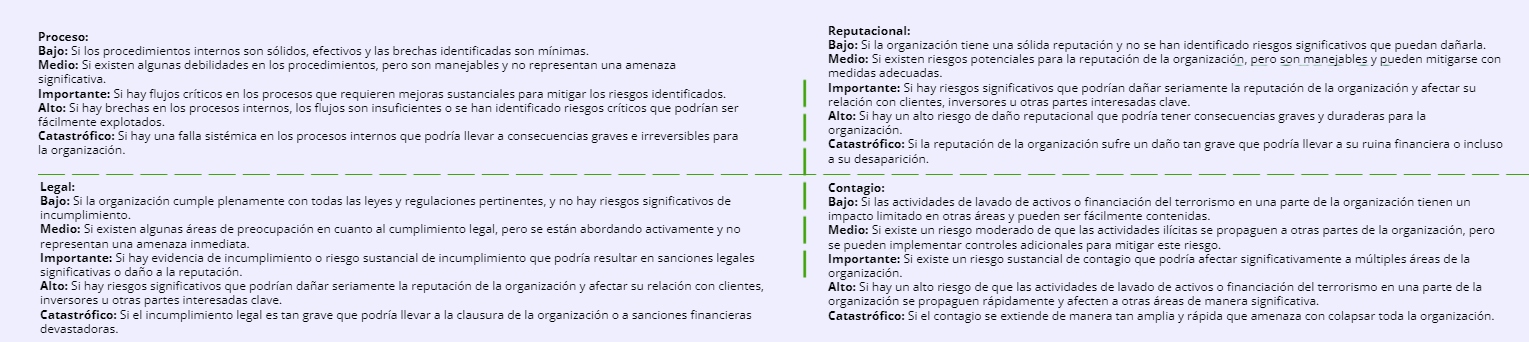 Proceso:
Bajo: Si los procedimientos internos son sólidos, efectivos y las brechas identificadas son mínimas.
Medio: Si existen algunas debilidades en los procedimientos, pero son manejables y no representan una amenaza
significativa.
Importante: Si hay flujos críticos en los procesos que requieren mejoras sustanciales para mitigar los riesgos identificados.
Alto: Si hay brechas en los procesos internos, los flujos son insuficientes o se han identificado riesgos críticos que podrían ser
fácilmente explotados.
Catastrófico: Si hay una falla sistémica en los procesos internos que podría llevar a consecuencias graves e irreversibles para
la organización.
Reputacional:
Bajo: Si la organización tiene una sólida reputación y no se han identificado riesgos significativos que puedan dañarla.
Medio: Si existen riesgos potenciales para la reputación de la organización, pero son manejables y pueden mitigarse con
medidas adecuadas.
Importante: Si hay riesgos significativos que podrían dañar seriamente la reputación de la organización y afectar su
relación con clientes, inversores u otras partes interesadas clave.
Alto: Si hay un alto riesgo de daño reputacional que podría tener consecuencias graves y duraderas para la
organización.
Catastrófico: Si la reputación de la organización sufre un daño tan grave que podría llevar a su ruina financiera o incluso
a su desaparición.
Legal:
Bajo: Si la organización cumple plenamente con todas las leyes y regulaciones pertinentes, y no hay riesgos significativos de
incumplimiento.
Medio: Si existen algunas áreas de preocupación en cuanto al cumplimiento legal, pero se están abordando activamente y no
representan una amenaza inmediata.
Importante: Si hay evidencia de incumplimiento o riesgo sustancial de incumplimiento que podría resultar en sanciones legales
significativas o daño a la reputación.
Alto: Si hay riesgos significativos que podrían dañar seriamente la reputación de la organización y afectar su relación con clientes,
inversores u otras partes interesadas clave.
Catastrófico: Si el incumplimiento legal es tan grave que podría llevar a la clausura de la organización o a sanciones financieras
devastadoras.
Contagio:
Bajo: Si las actividades de lavado de activos o financiación del terrorismo en una parte de la organización tienen un
impacto limitado en otras áreas y pueden ser fácilmente contenidas.
Medio: Si existe un riesgo moderado de que las actividades ilícitas se propaguen a otras partes de la organización, pero
se pueden implementar controles adicionales para mitigar este riesgo.
Importante: Si existe un riesgo sustancial de contagio que podría afectar significativamente a múltiples áreas de la
organización.
Alto: Si hay un alto riesgo de que las actividades de lavado de activos o financiación del terrorismo en una parte de la
organización se propaguen rápidamente y afecten a otras áreas de manera significativa.
Catastrófico: Si el contagio se extiende de manera tan amplia y rápida que amenaza con colapsar toda la organización.